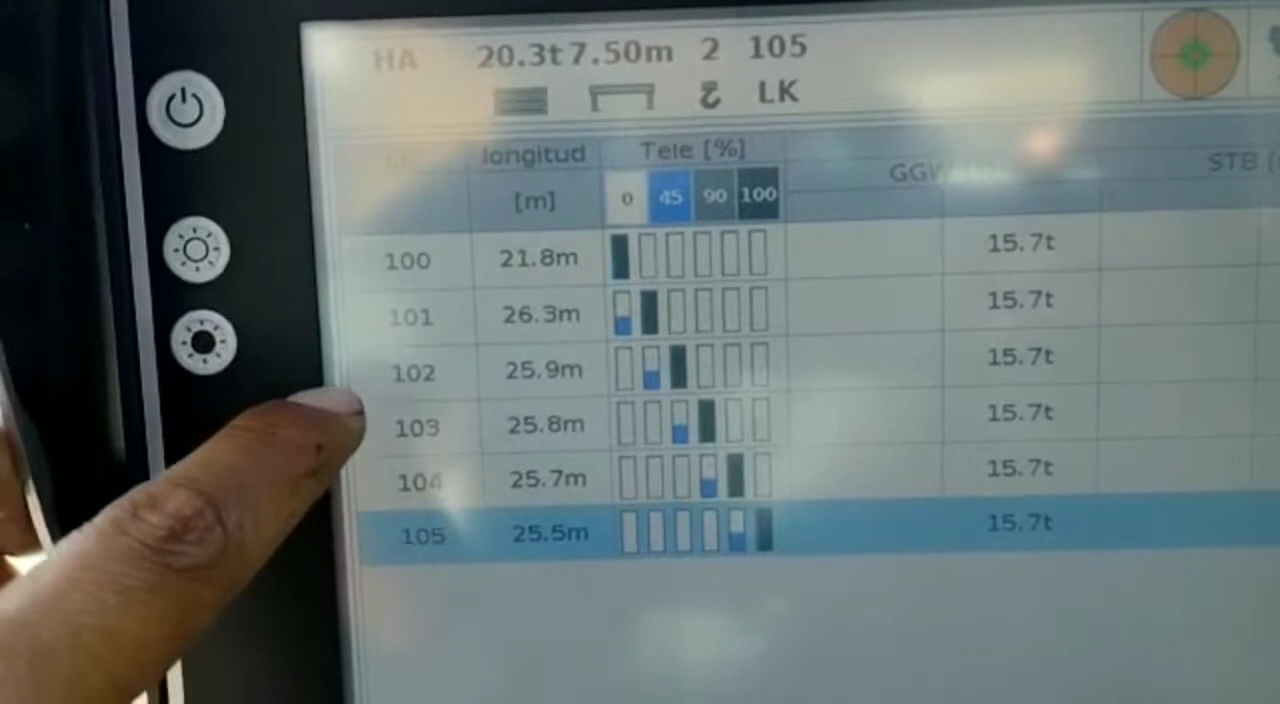 HA 20.3t 7.50m 2 105
LK
longitud Tele [%] GGV STB [
[m] 0 45 90 100
100 21.8m 15.7t
101 26.3m 15.7t
102 25.9m 15.7t
103 25.8m 15.7t
104 25.7m 15.7t
105 25.5m 15.7t